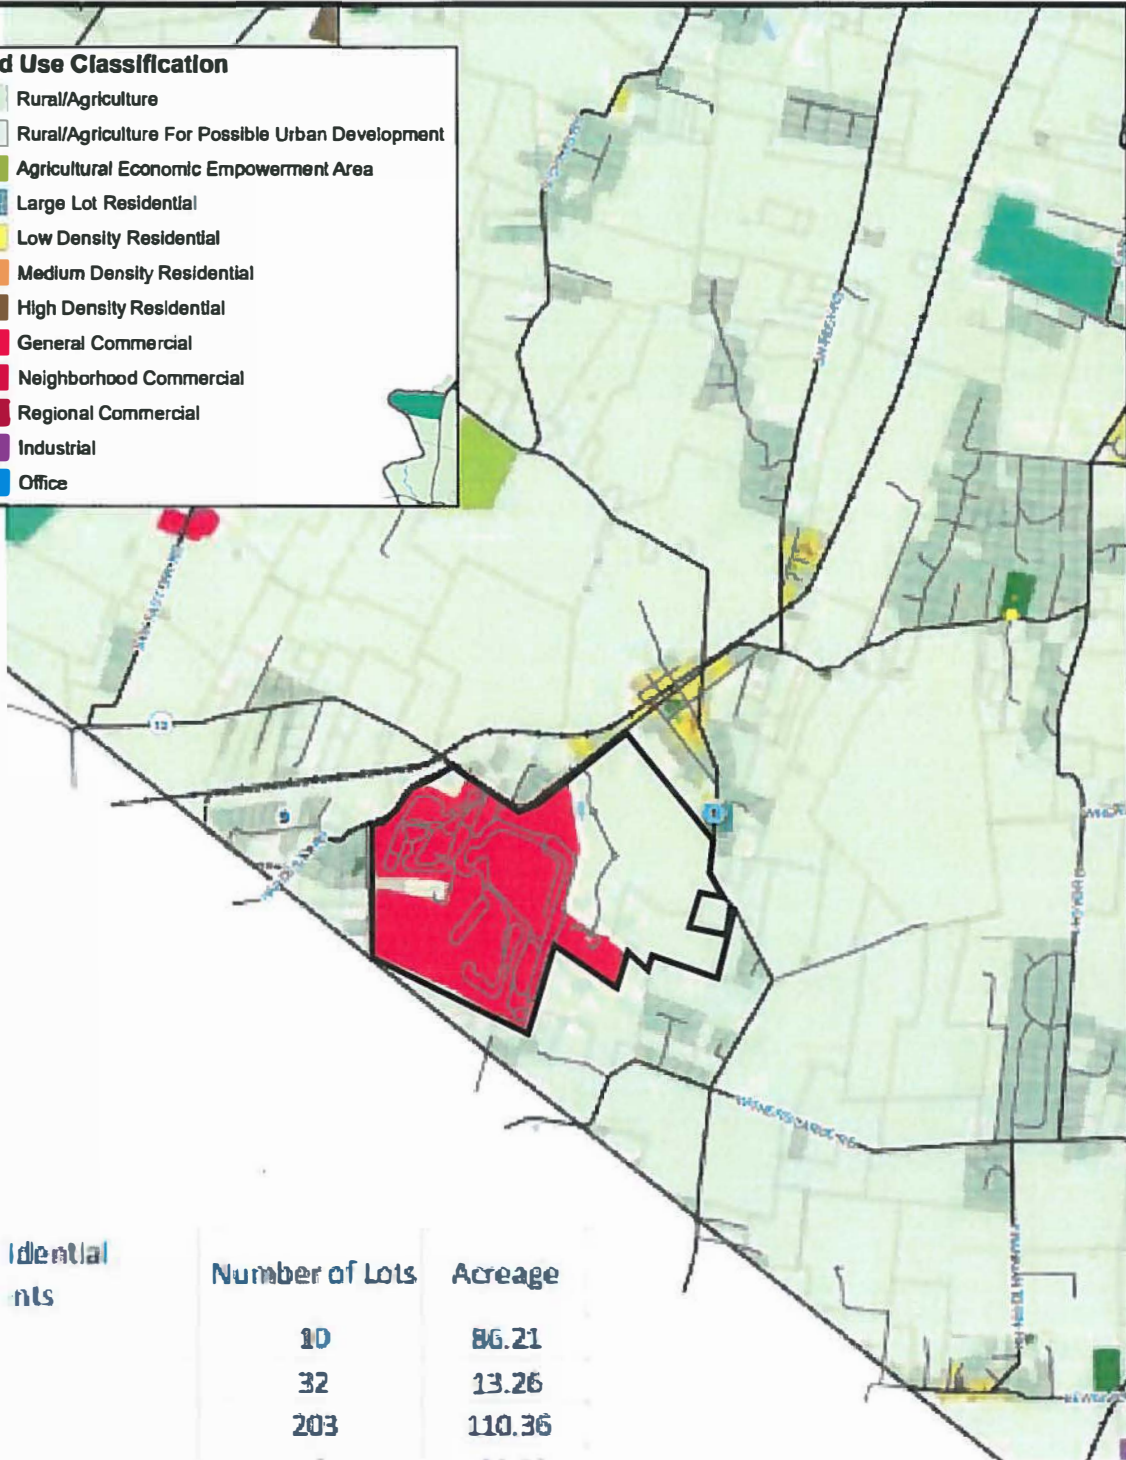 d Use Classification
Rural/Agriculture
Rural/Agriculture For Possible Urban Development
Agricultural Economic Empowerment Area
Large Lot Residential
Low Density Residential
Medium Density Residential
High Density Residential
General Commercial
Neighborhood Commercial
Regional Commercial
Industrial
Office
idential
nts
Number of Lots Acreage
10 86.21
32 13.26
203 110.36